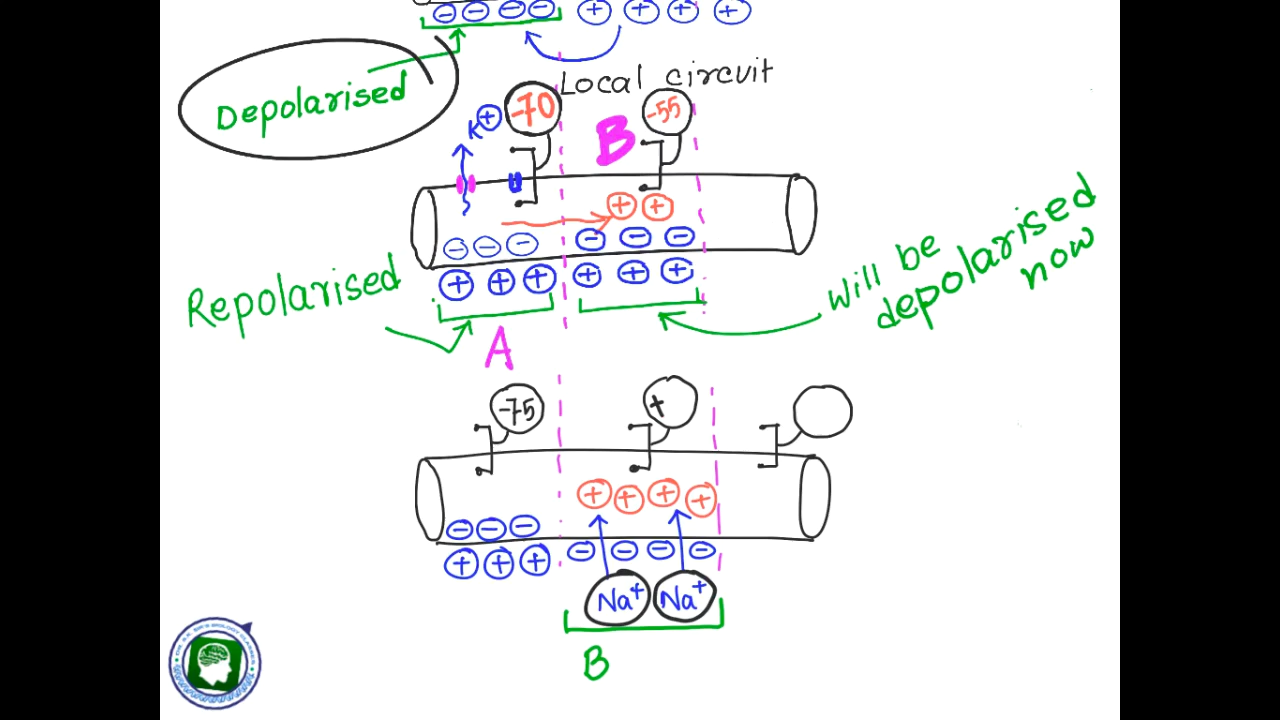 ⊖ ⊖ ⊖ ⊖ ⊕ ⊕ ⊕ ⊕
Depolarised
Local circuit
K⊕ -70 B -55
⊕ ⊕
⊖ ⊖ ⊖ ⊖ ⊖ ⊖
⊕ ⊕ ⊕ ⊕ ⊕ ⊕
Repolarised
A
Will be
depolarised
now
-75 +
⊕ ⊕ ⊕ ⊕
⊖ ⊖ ⊖
⊕ ⊕ ⊕ ⊖ ⊖ ⊖ ⊖
Na⁺ Na⁺
B